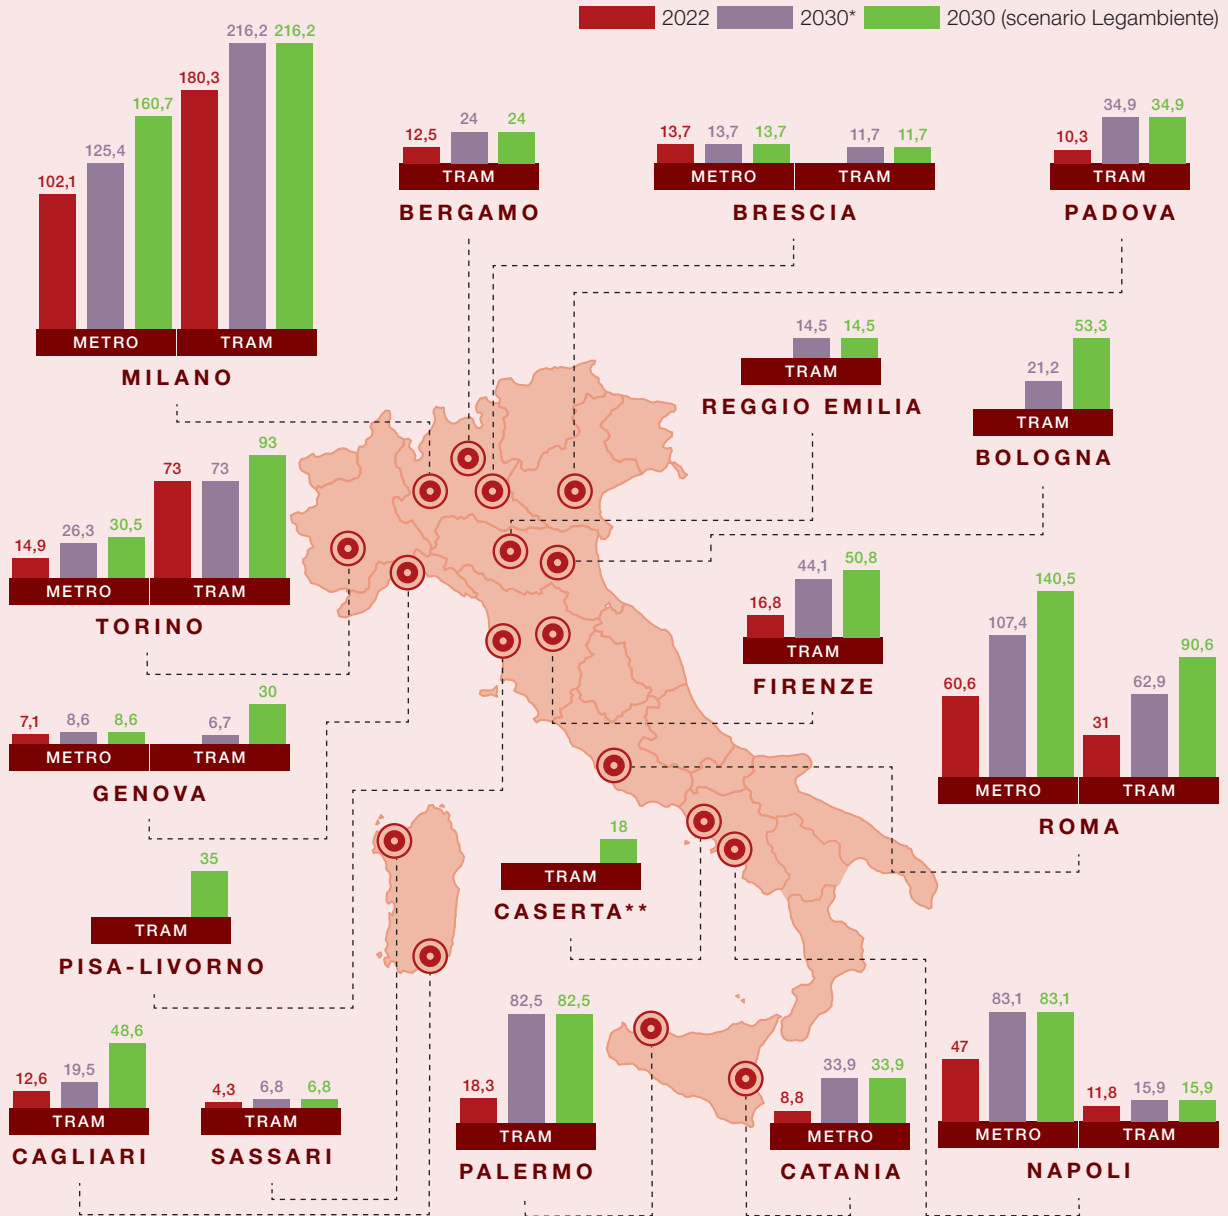 2022 2030* 2030 (scenario Legambiente)
102,1 125,4 160,7 180,3 216,2 216,2
METRO TRAM
MILANO
12,5 24 24
TRAM
BERGAMO
13,7 13,7 13,7 11,7 11,7
METRO TRAM
BRESCIA
10,3 34,9 34,9
TRAM
PADOVA
14,5 14,5
TRAM
REGGIO EMILIA
21,2 53,3
TRAM
BOLOGNA
14,9 26,3 30,5 73 73 93
METRO TRAM
TORINO
16,8 44,1 50,8
TRAM
FIRENZE
60,6 107,4 140,5 31 62,9 90,6
METRO TRAM
ROMA
7,1 8,6 8,6 6,7 30
METRO TRAM
GENOVA
18
TRAM
CASERTA**
35
TRAM
PISA-LIVORNO
12,6 19,5 48,6
TRAM
CAGLIARI
4,3 6,8 6,8
TRAM
SASSARI
18,3 82,5 82,5
TRAM
PALERMO
8,8 33,9 33,9
METRO
CATANIA
47 83,1 83,1 11,8 15,9 15,9
METRO TRAM
NAPOLI